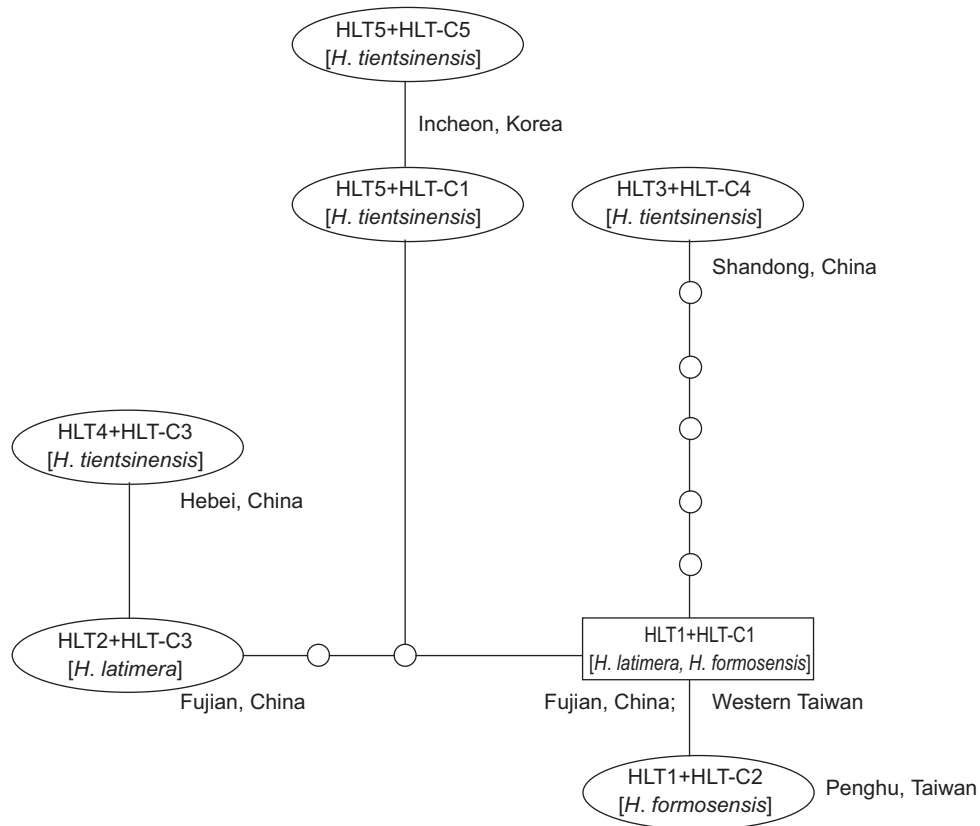 HLT5+HLT-C5
[H. tientsinensis]
Incheon, Korea
HLT5+HLT-C1
[H. tientsinensis]
HLT3+HLT-C4
[H. tientsinensis]
Shandong, China
HLT4+HLT-C3
[H. tientsinensis]
Hebei, China
HLT2+HLT-C3
[H. latimera]
Fujian, China
HLT1+HLT-C1
[H. latimera, H. formosensis]
Fujian, China; Western Taiwan
HLT1+HLT-C2
[H. formosensis]
Penghu, Taiwan